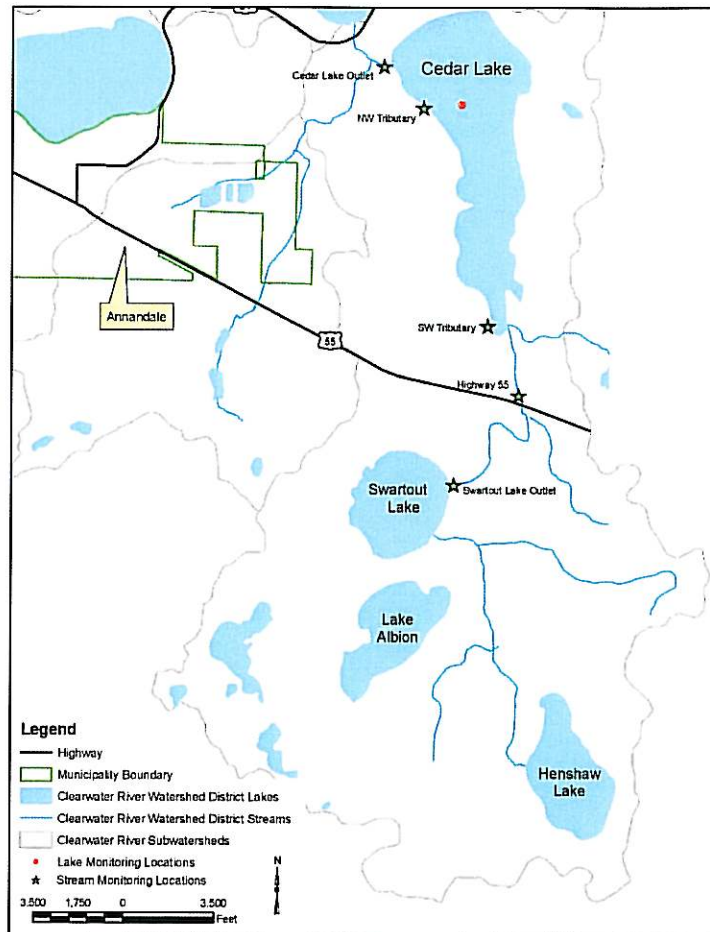 Cedar Lake
Cedar Lake Outlet
NW Tributary
Annandale
SW Tributary
55
Highway 55
Swartout
Lake
Swartout Lake Outlet
Lake
Albion
Henshaw
Lake
Legend
Highway
Municipality Boundary
Clearwater River Watershed District Lakes
Clearwater River Watershed District Streams
Clearwater River Subwatersheds
Lake Monitoring Locations
Stream Monitoring Locations
N
3,500 1,750 0 3,500
Feet